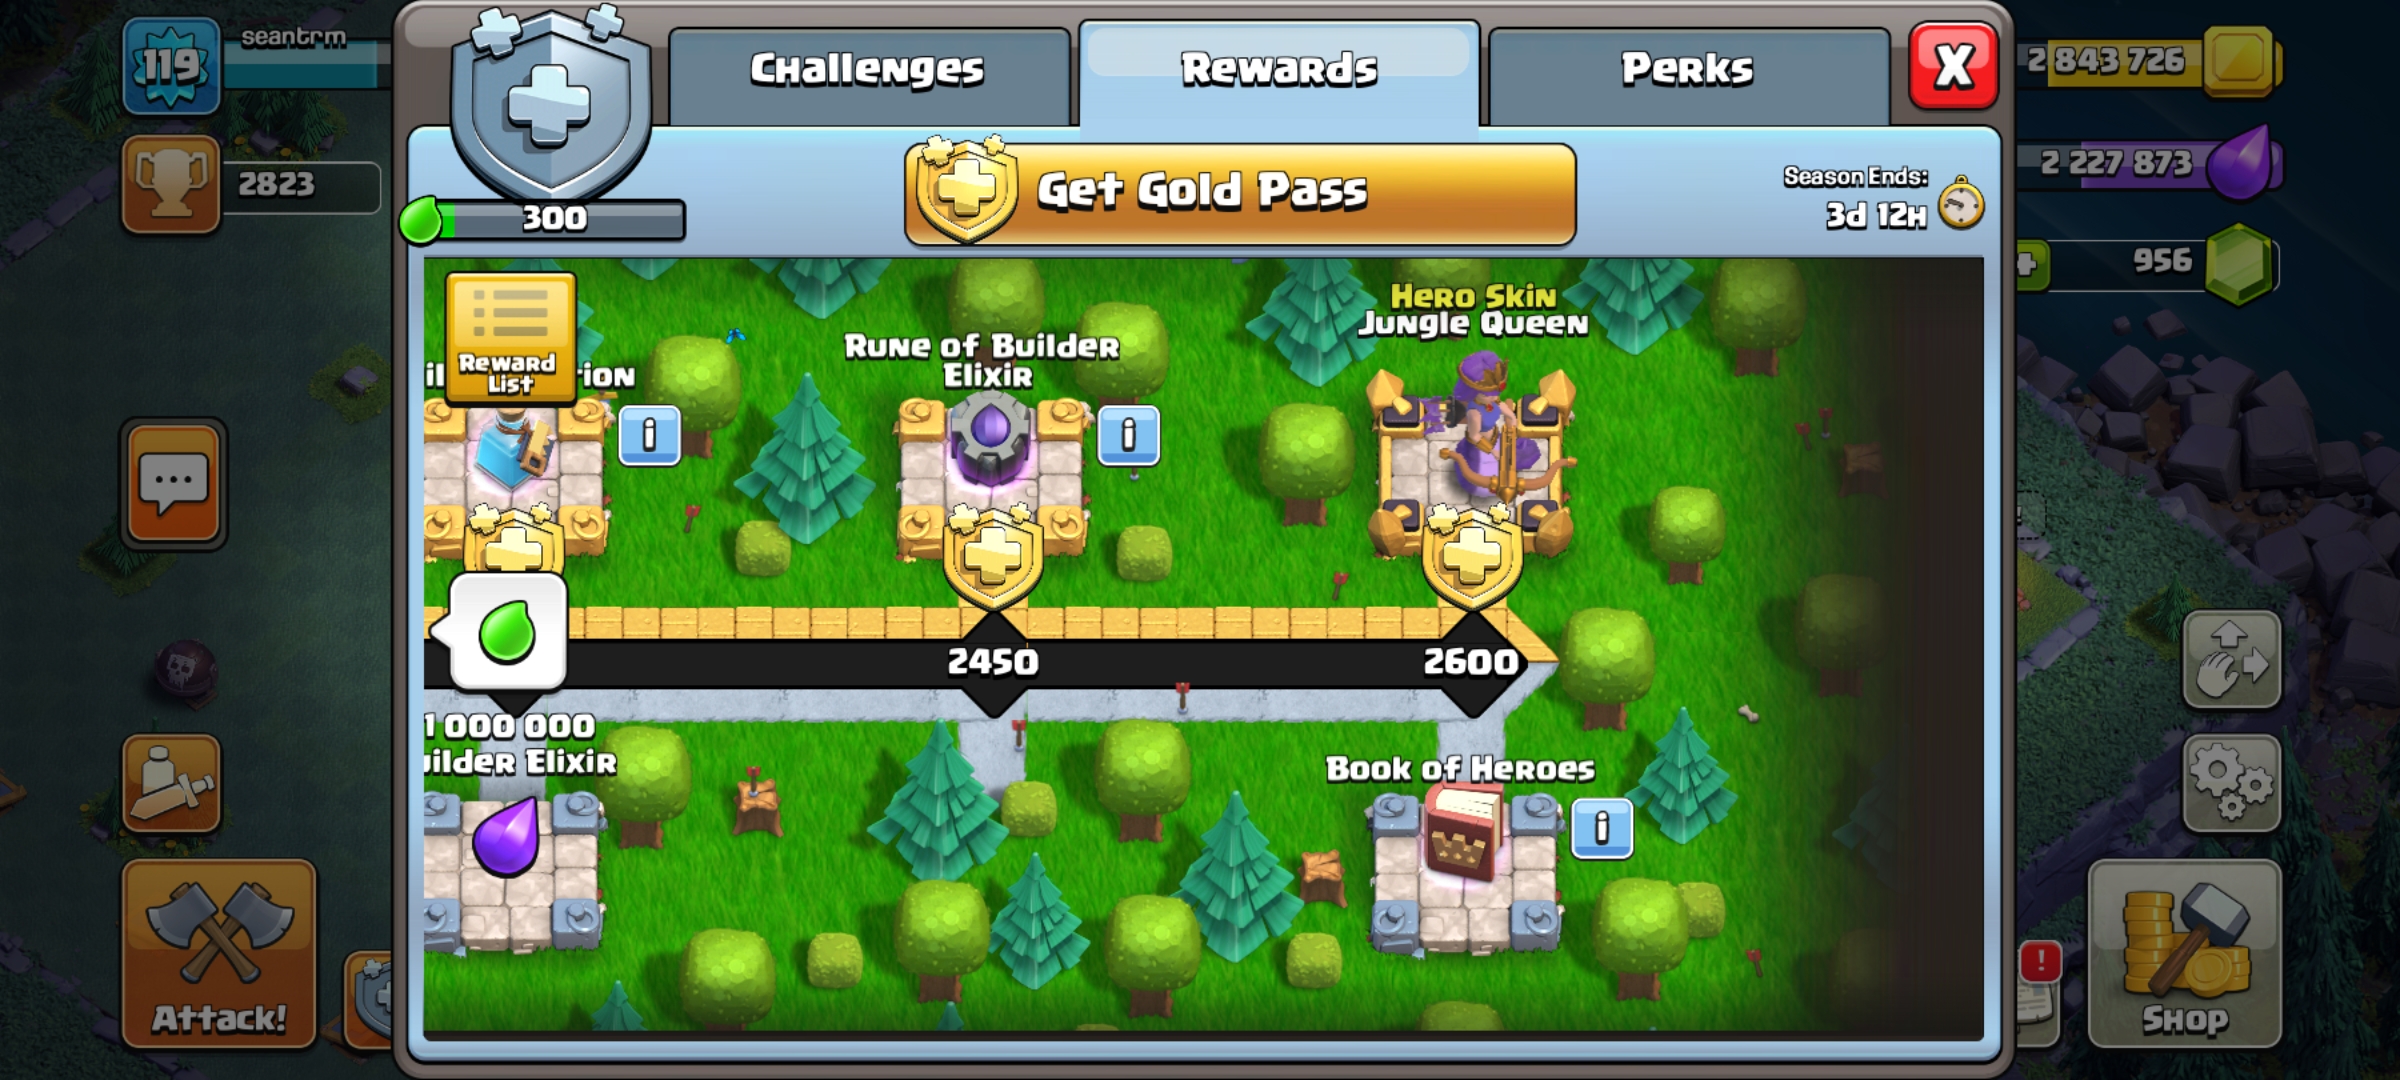 119
seantrm
2823
Challenges
Rewards
Perks
X
300
Get Gold Pass
Season Ends:
3d 12H
2 843 726
2 227 873
956
Reward
List
Rune of Builder
Elixir
Hero Skin
Jungle Queen
2450
2600
1 000 000
Elixir
Book of Heroes
Attack!
!
Shop